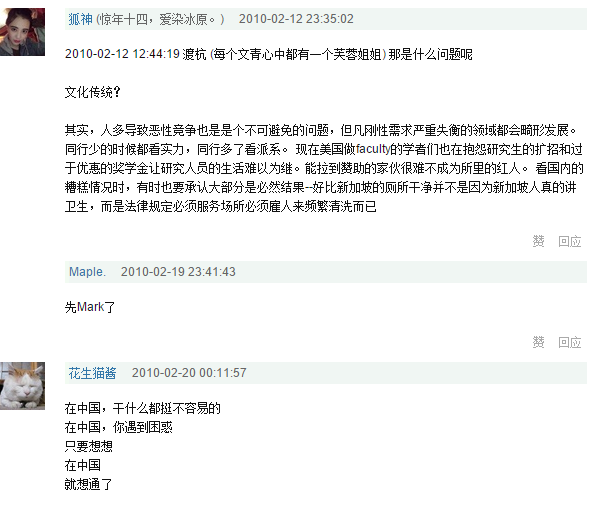 狐神 (惊年十四，爱染冰原。) 2010-02-12 23:35:02
2010-02-12 12:44:19 渡杭 (每个文青心中都有一个芙蓉姐姐) 那是什么问题呢
文化传统？
其实，人多导致恶性竞争也是是个不可避免的问题，但凡刚性需求严重失衡的领域都会畸形发展。
同行少的时候都看实力，同行多了看派系。 现在美国做faculty的学者们也在抱怨研究生的扩招和过
于优惠的奖学金让研究人员的生活难以为继。能拉到赞助的家伙很难不成为所里的红人。 看国内的
糟糕情况时，有时也要承认大部分是必然结果--好比新加坡的厕所干净并不是因为新加坡人真的讲
卫生，而是法律规定必须服务场所必须雇人来频繁清洗而已
赞 回应
Maple. 2010-02-19 23:41:43
先Mark了
赞 回应
花生猫酱 2010-02-20 00:11:57
在中国，干什么都挺不容易的
在中国，你遇到困惑
只要想想
在中国
就想通了